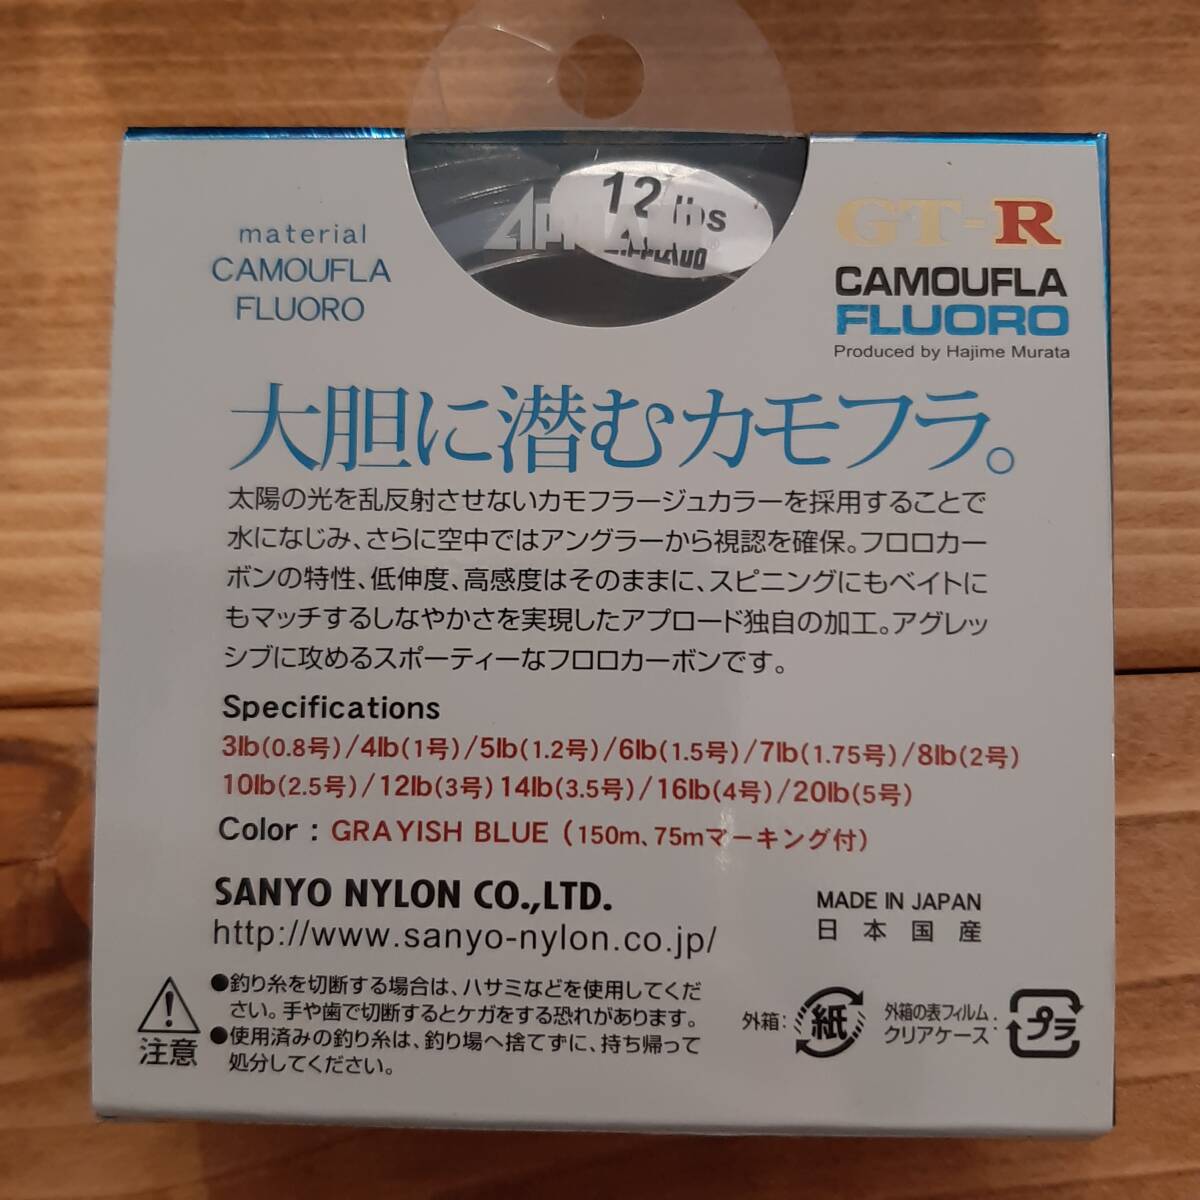 12 lbs
GT-R
CAMOUFLA
FLUORO
Produced by Hajime Murata
material
CAMOUFLA
FLUORO
大胆に潜むカモフラ。
太陽の光を乱反射させないカモフラージュカラーを採用することで
水になじみ、さらに空中ではアングラーから視認を確保。フロロカー
ボンの特性、低伸度、高感度はそのままに、スピニングにもベイトに
もマッチするしなやかさを実現したアプロード独自の加工。アグレッ
シブに攻めるスポーティーなフロロカーボンです。
Specifications
3lb(0.8号)/4lb(1号)/5lb(1.2号)/6lb(1.5号)/7lb(1.75号)/8lb(2号)
10lb(2.5号)/12lb(3号)14lb(3.5号)/16lb(4号)/20lb(5号)
Color : GRAYISH BLUE (150m、75mマーキング付)
SANYO NYLON CO.,LTD.
http://www.sanyo-nylon.co.jp/
MADE IN JAPAN
日本国産
注意
●釣り糸を切断する場合は、ハサミなどを使用してくだ
さい。手や歯で切断するとケガをする恐れがあります。
●使用済みの釣り糸は、釣り場へ捨てずに、持ち帰って
処分してください。
外箱: 紙
外箱の表フィルム・
クリアケース: プラ